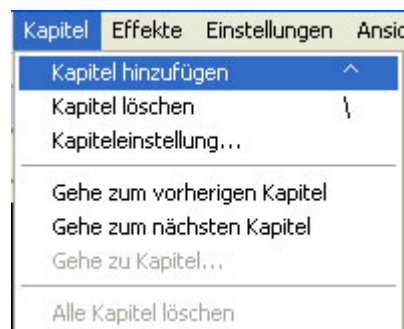 Kapitel Effekte Einstellungen
Kapitel hinzufügen ^
Kapitel löschen \
Kapiteleinstellung...
Gehe zum vorherigen Kapitel
Gehe zum nächsten Kapitel
Gehe zu Kapitel...
Alle Kapitel löschen